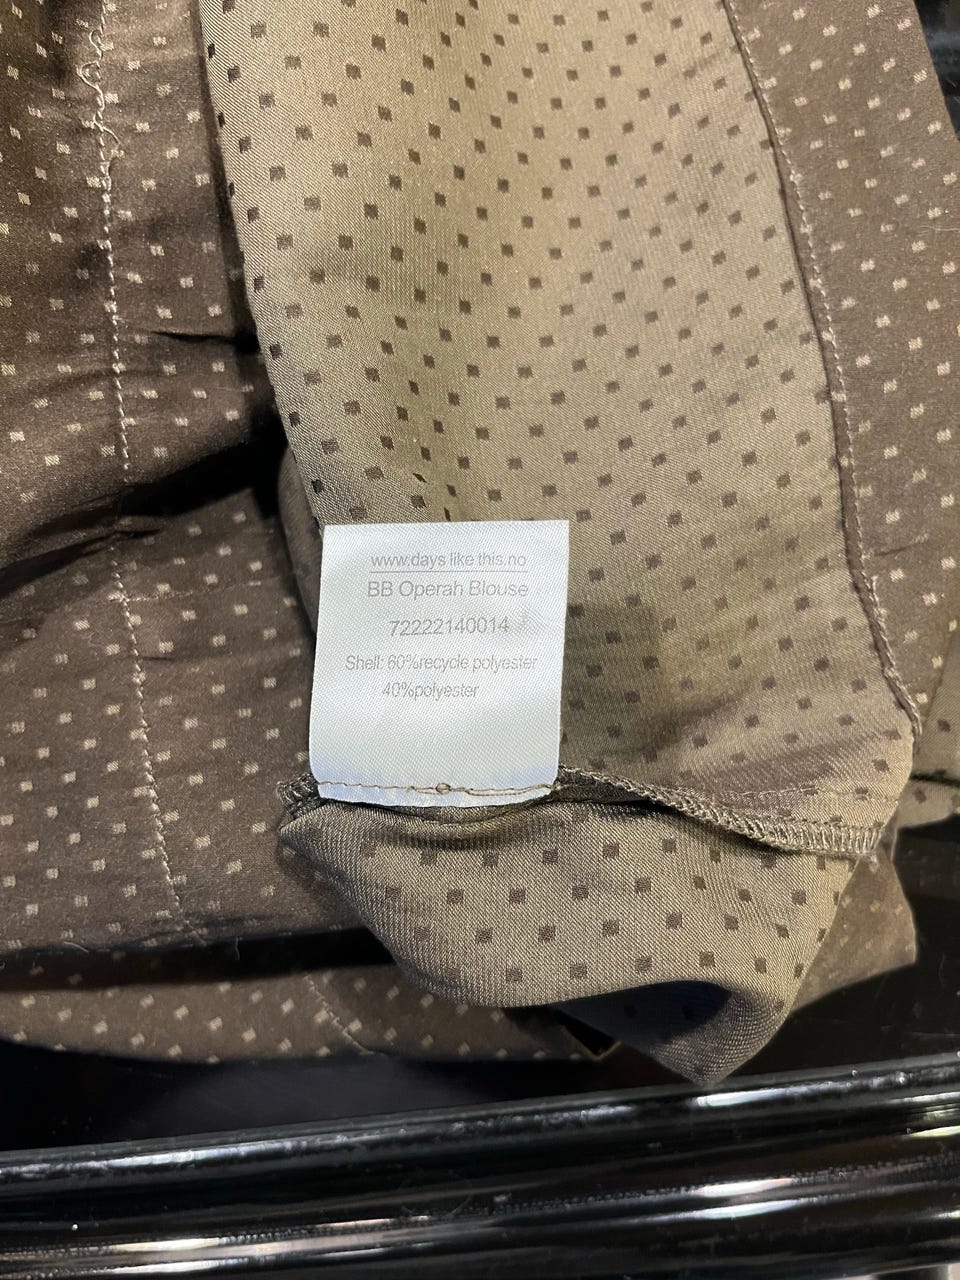 www.days like this.no
BB Operah Blouse
72222140014
Shell: 60%recycle polyester
40%polyester